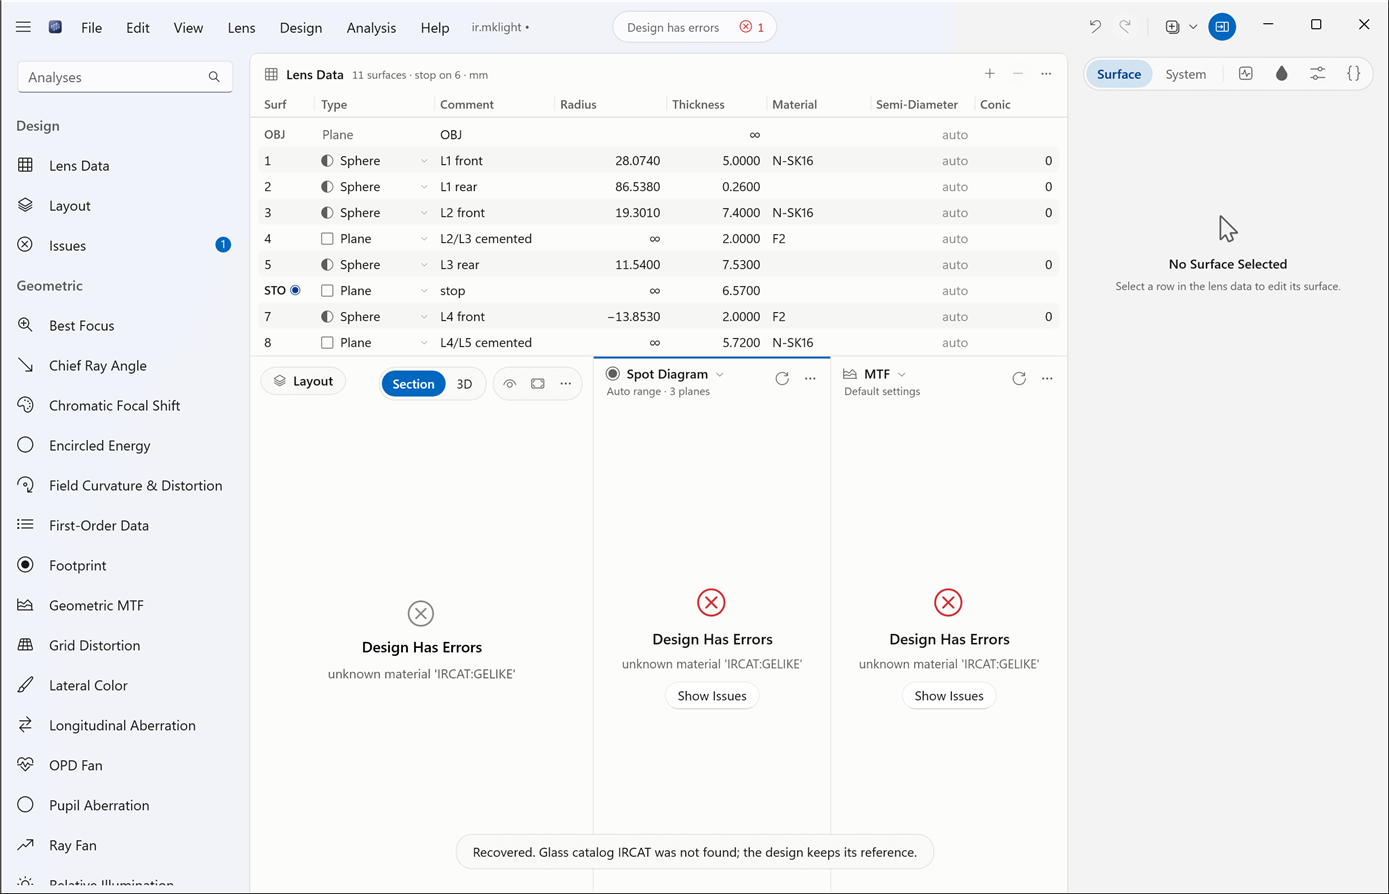 File Edit View Lens Design Analysis Help ir.mklight •
Design has errors 1
Analyses
Design
Lens Data
Layout
Issues 1
Geometric
Best Focus
Chief Ray Angle
Chromatic Focal Shift
Encircled Energy
Field Curvature & Distortion
First-Order Data
Footprint
Geometric MTF
Grid Distortion
Lateral Color
Longitudinal Aberration
OPD Fan
Pupil Aberration
Ray Fan
Relative Illumination
Lens Data 11 surfaces · stop on 6 · mm
Surf Type Comment Radius Thickness Material Semi-Diameter Conic
OBJ Plane OBJ ∞ auto
1 Sphere L1 front 28.0740 5.0000 N-SK16 auto 0
2 Sphere L1 rear 86.5380 0.2600 auto 0
3 Sphere L2 front 19.3010 7.4000 N-SK16 auto 0
4 Plane L2/L3 cemented ∞ 2.0000 F2 auto
5 Sphere L3 rear 11.5400 7.5300 auto 0
STO Plane stop ∞ 6.5700 auto
7 Sphere L4 front −13.8530 2.0000 F2 auto 0
8 Plane L4/L5 cemented ∞ 5.7200 N-SK16 auto
Layout Section 3D
Design Has Errors
unknown material 'IRCAT:GELIKE'
Spot Diagram
Auto range · 3 planes
Design Has Errors
unknown material 'IRCAT:GELIKE'
Show Issues
MTF
Default settings
Design Has Errors
unknown material 'IRCAT:GELIKE'
Show Issues
Recovered. Glass catalog IRCAT was not found; the design keeps its reference.
Surface System { }
No Surface Selected
Select a row in the lens data to edit its surface.